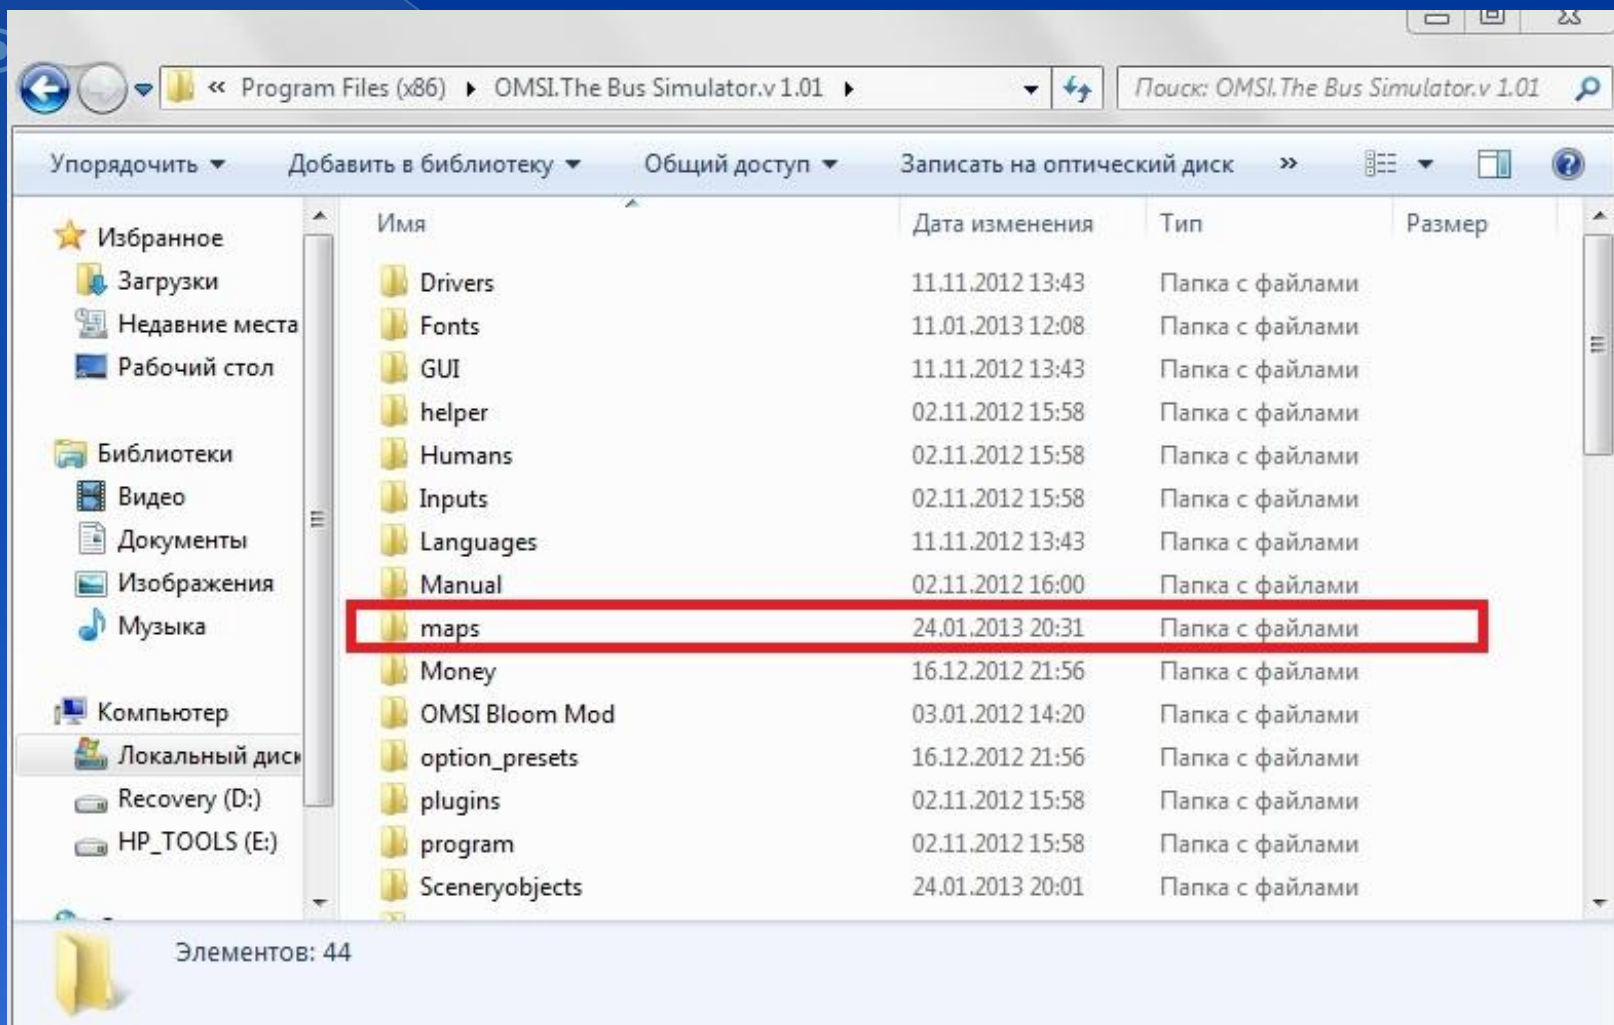 « Program Files (x86) OMSI.The Bus Simulator.v 1.01 Поиск: OMSI.The Bus Simulator.v 1.01
Упорядочить Добавить в библиотеку Общий доступ Записать на оптический диск »
Избранное
Загрузки
Недавние места
Рабочий стол
Библиотеки
Видео
Документы
Изображения
Музыка
Компьютер
Локальный диск
Recovery (D:)
HP_TOOLS (E:)
Имя Дата изменения Тип Размер
Drivers 11.11.2012 13:43 Папка с файлами
Fonts 11.01.2013 12:08 Папка с файлами
GUI 11.11.2012 13:43 Папка с файлами
helper 02.11.2012 15:58 Папка с файлами
Humans 02.11.2012 15:58 Папка с файлами
Inputs 02.11.2012 15:58 Папка с файлами
Languages 11.11.2012 13:43 Папка с файлами
Manual 02.11.2012 16:00 Папка с файлами
maps 24.01.2013 20:31 Папка с файлами
Money 16.12.2012 21:56 Папка с файлами
OMSI Bloom Mod 03.01.2012 14:20 Папка с файлами
option_presets 16.12.2012 21:56 Папка с файлами
plugins 02.11.2012 15:58 Папка с файлами
program 02.11.2012 15:58 Папка с файлами
Sceneryobjects 24.01.2013 20:01 Папка с файлами
Элементов: 44